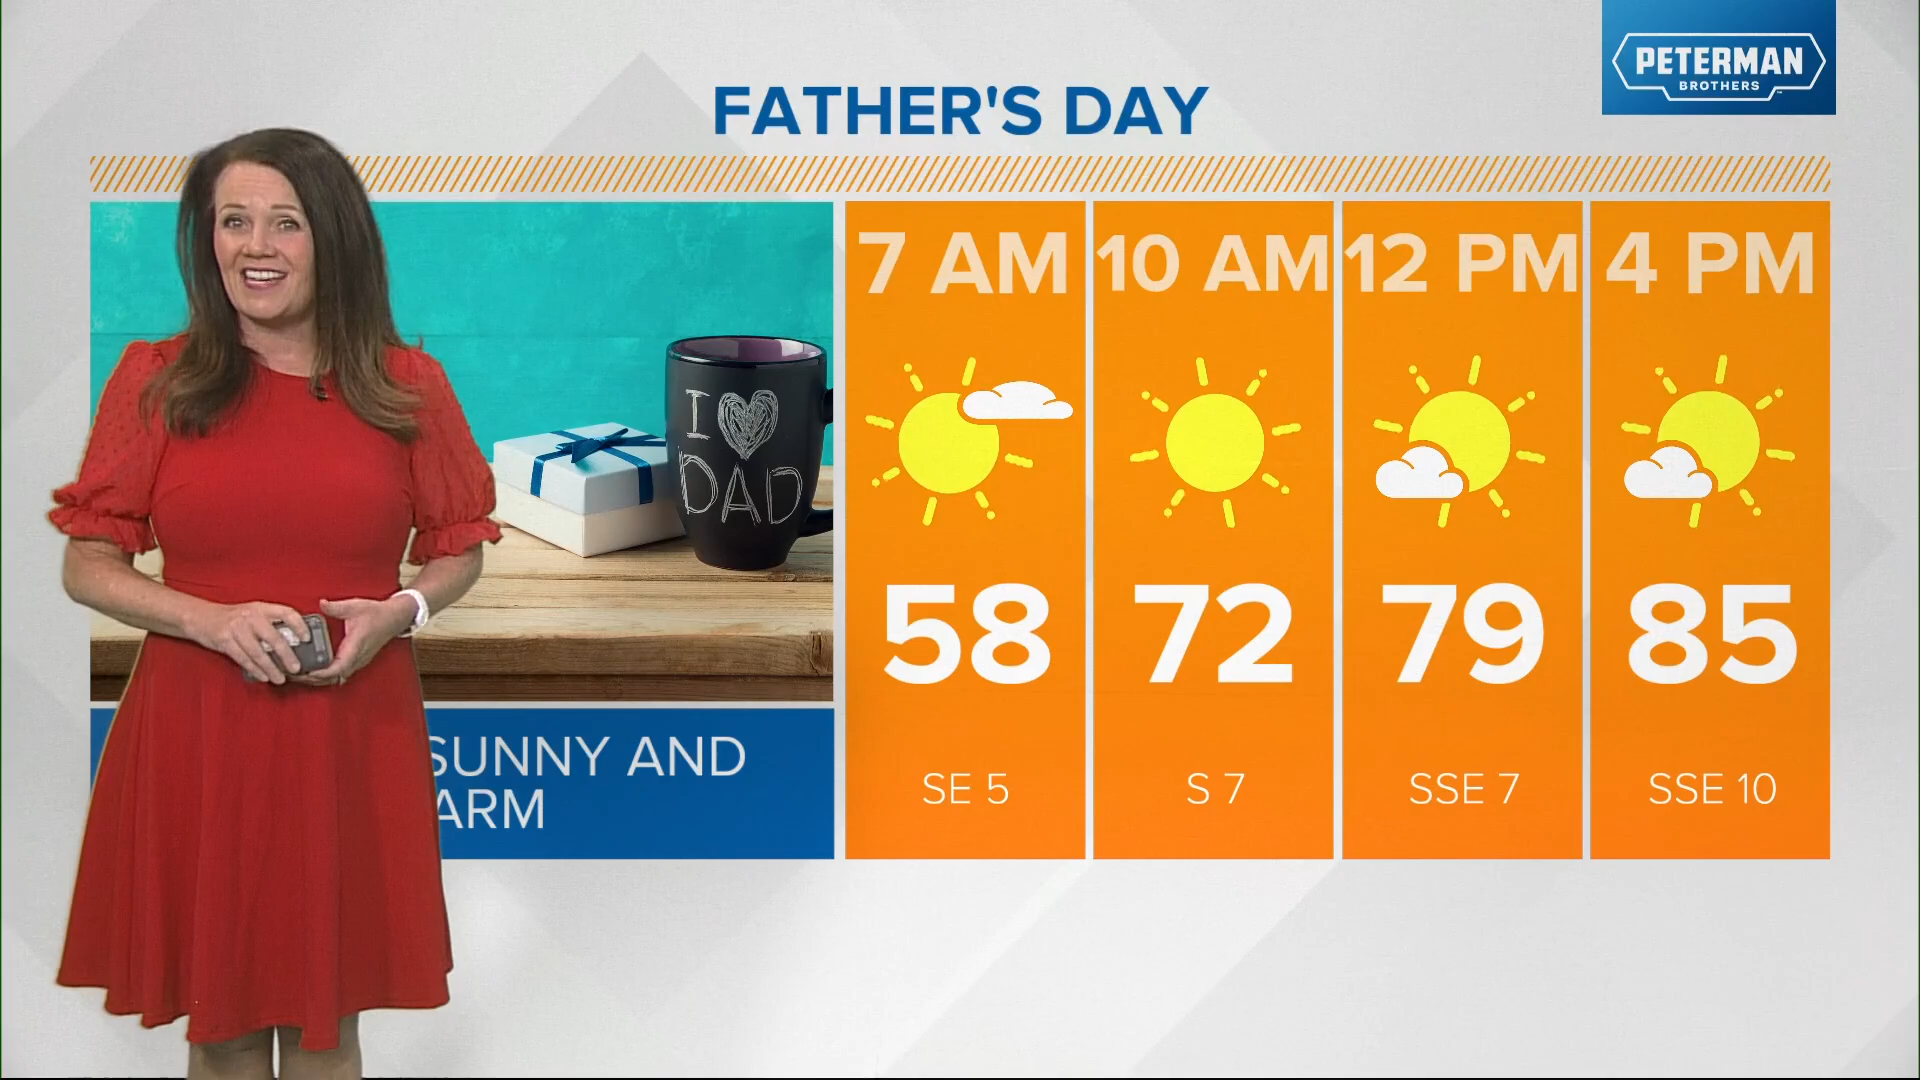 PETERMAN
BROTHERS
FATHER'S DAY
7 AM
10 AM
12 PM
4 PM
I
DAD
58
72
79
85
SUNNY AND
ARM
SE 5
S 7
SSE 7
SSE 10